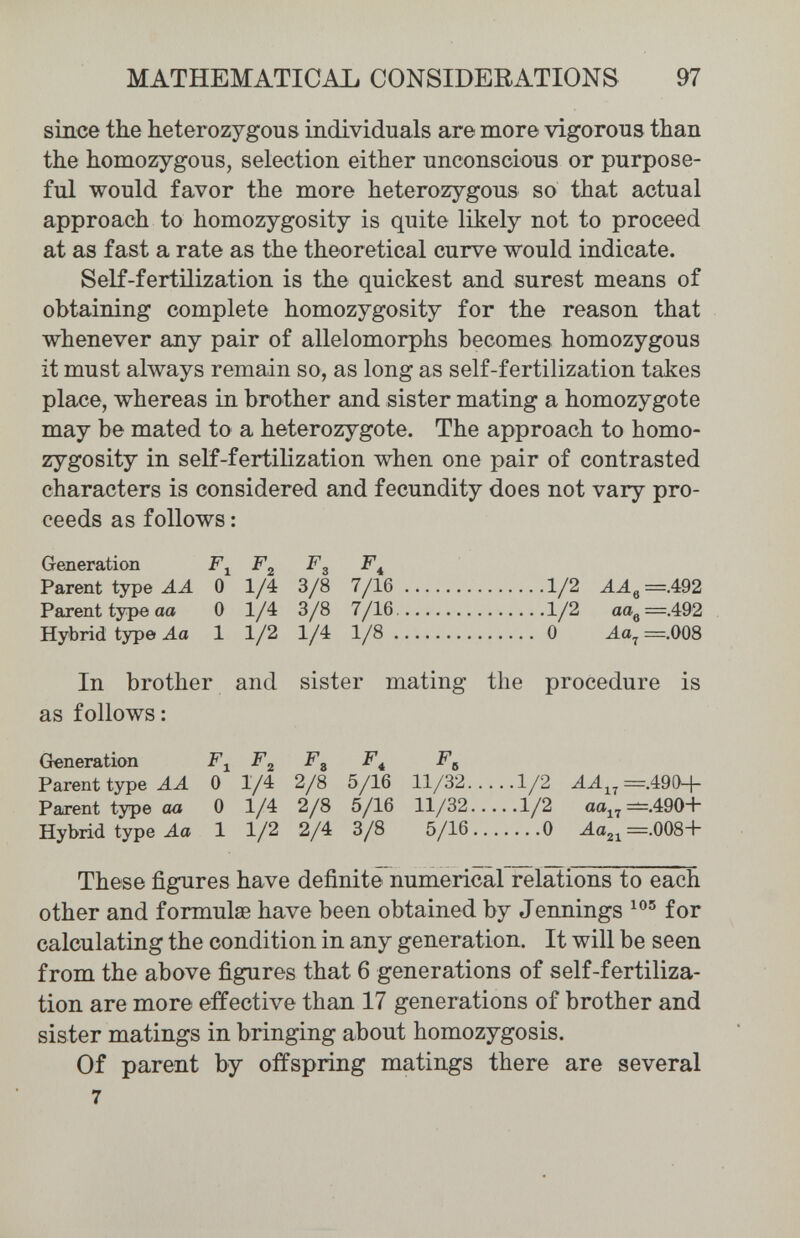 MATHEMATICAL CONSIDERATIONS 97
since the heterozygous individuals are more vigorous than
the homozygous, selection either unconscious or purpose-
ful would favor the more heterozygous so that actual
approach to homozygosity is quite likely not to proceed
at as fast a rate as the theoretical curve would indicate.
Self-fertilization is the quickest and surest means of
obtaining complete homozygosity for the reason that
whenever any pair of allelomorphs becomes homozygous
it must always remain so, as long as self-fertilization takes
place, whereas in brother and sister mating a homozygote
may be mated to a heterozygote. The approach to homo-
zygosity in self-fertilization when one pair of contrasted
characters is considered and fecundity does not vary pro-
ceeds as follows:
Generation F₁ F₂ F₃ F₄
Parent type AA 0 1/4 3/8 7/16 ...............1/2 AA₆=.492
Parent type aa 0 1/4 3/8 7/16 ...............1/2 aa₆=.492
Hybrid type Aa 1 1/2 1/4 1/8 ............... 0 Aa₇=.008
In brother and sister mating the procedure is
as follows:
Generation F₁ F₂ F₃ F₄ F₅
Parent type AA 0 1/4 2/8 5/16 11/32.....1/2 AA₁₇=.490+
Parent type aa 0 1/4 2/8 5/16 11/32.....1/2 aa₁₇=.490+
Hybrid type Aa 1 1/2 2/4 3/8 5/16.......0 Aa₂₁=.008+
These figures have definite numerical relations to each
other and formulæ have been obtained by Jennings ¹⁰⁵ for
calculating the condition in any generation. It will be seen
from the above figures that 6 generations of self-fertiliza-
tion are more effective than 17 generations of brother and
sister matings in bringing about homozygosis.
Of parent by offspring matings there are several
7